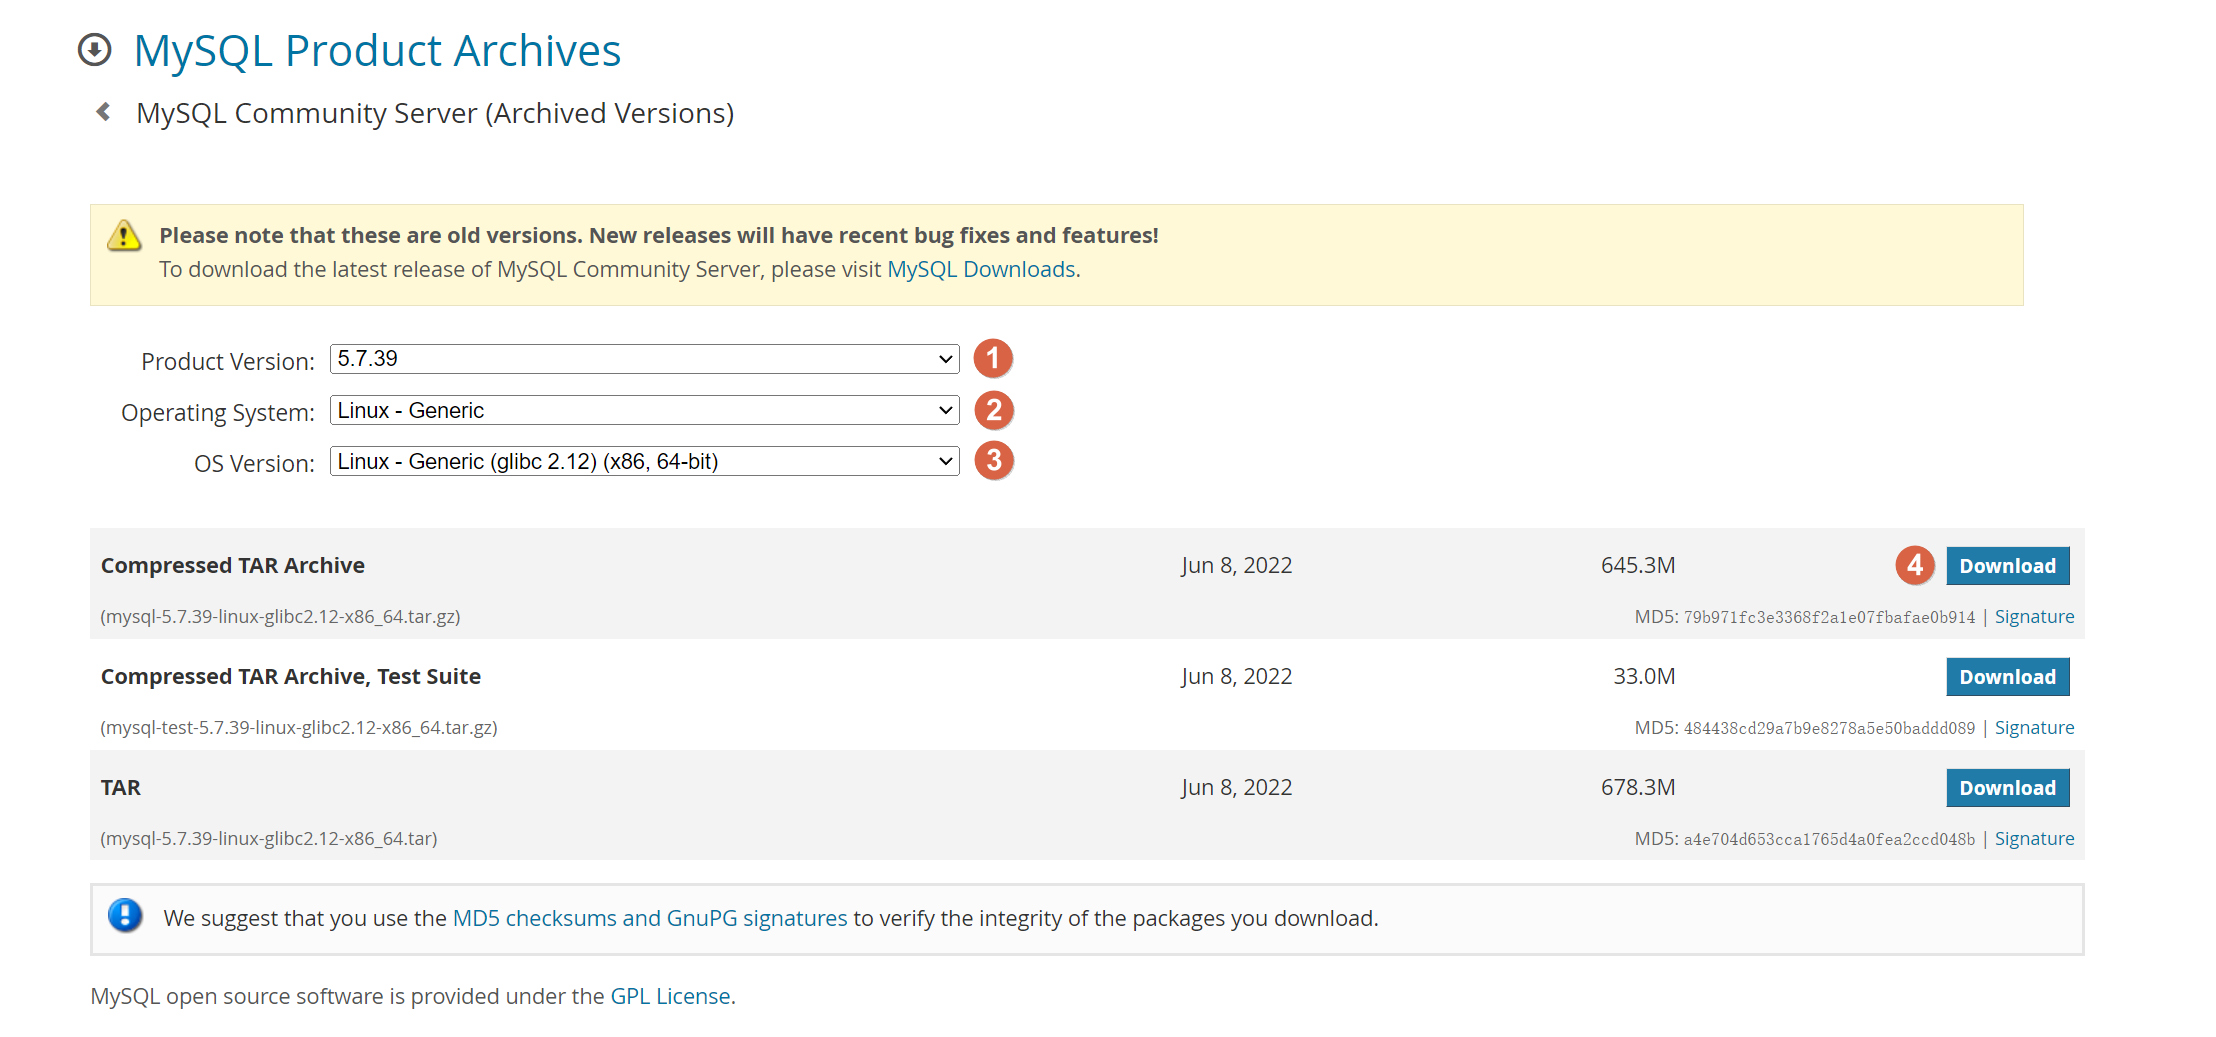 MySQL Product Archives
MySQL Community Server (Archived Versions)
Please note that these are old versions. New releases will have recent bug fixes and features!
To download the latest release of MySQL Community Server, please visit MySQL Downloads.
Product Version: 5.7.39 1
Operating System: Linux - Generic 2
OS Version: Linux - Generic (glibc 2.12) (x86, 64-bit) 3
Compressed TAR Archive Jun 8, 2022 645.3M 4 Download
(mysql-5.7.39-linux-glibc2.12-x86_64.tar.gz) MD5: 79b971fc3e3368f2a1e07fbafae0b914 | Signature
Compressed TAR Archive, Test Suite Jun 8, 2022 33.0M Download
(mysql-test-5.7.39-linux-glibc2.12-x86_64.tar.gz) MD5: 484438cd29a7b9e8278a5e50baddd089 | Signature
TAR Jun 8, 2022 678.3M Download
(mysql-5.7.39-linux-glibc2.12-x86_64.tar) MD5: a4e704d653cca1765d4a0fea2ccd048b | Signature
We suggest that you use the MD5 checksums and GnuPG signatures to verify the integrity of the packages you download.
MySQL open source software is provided under the GPL License.